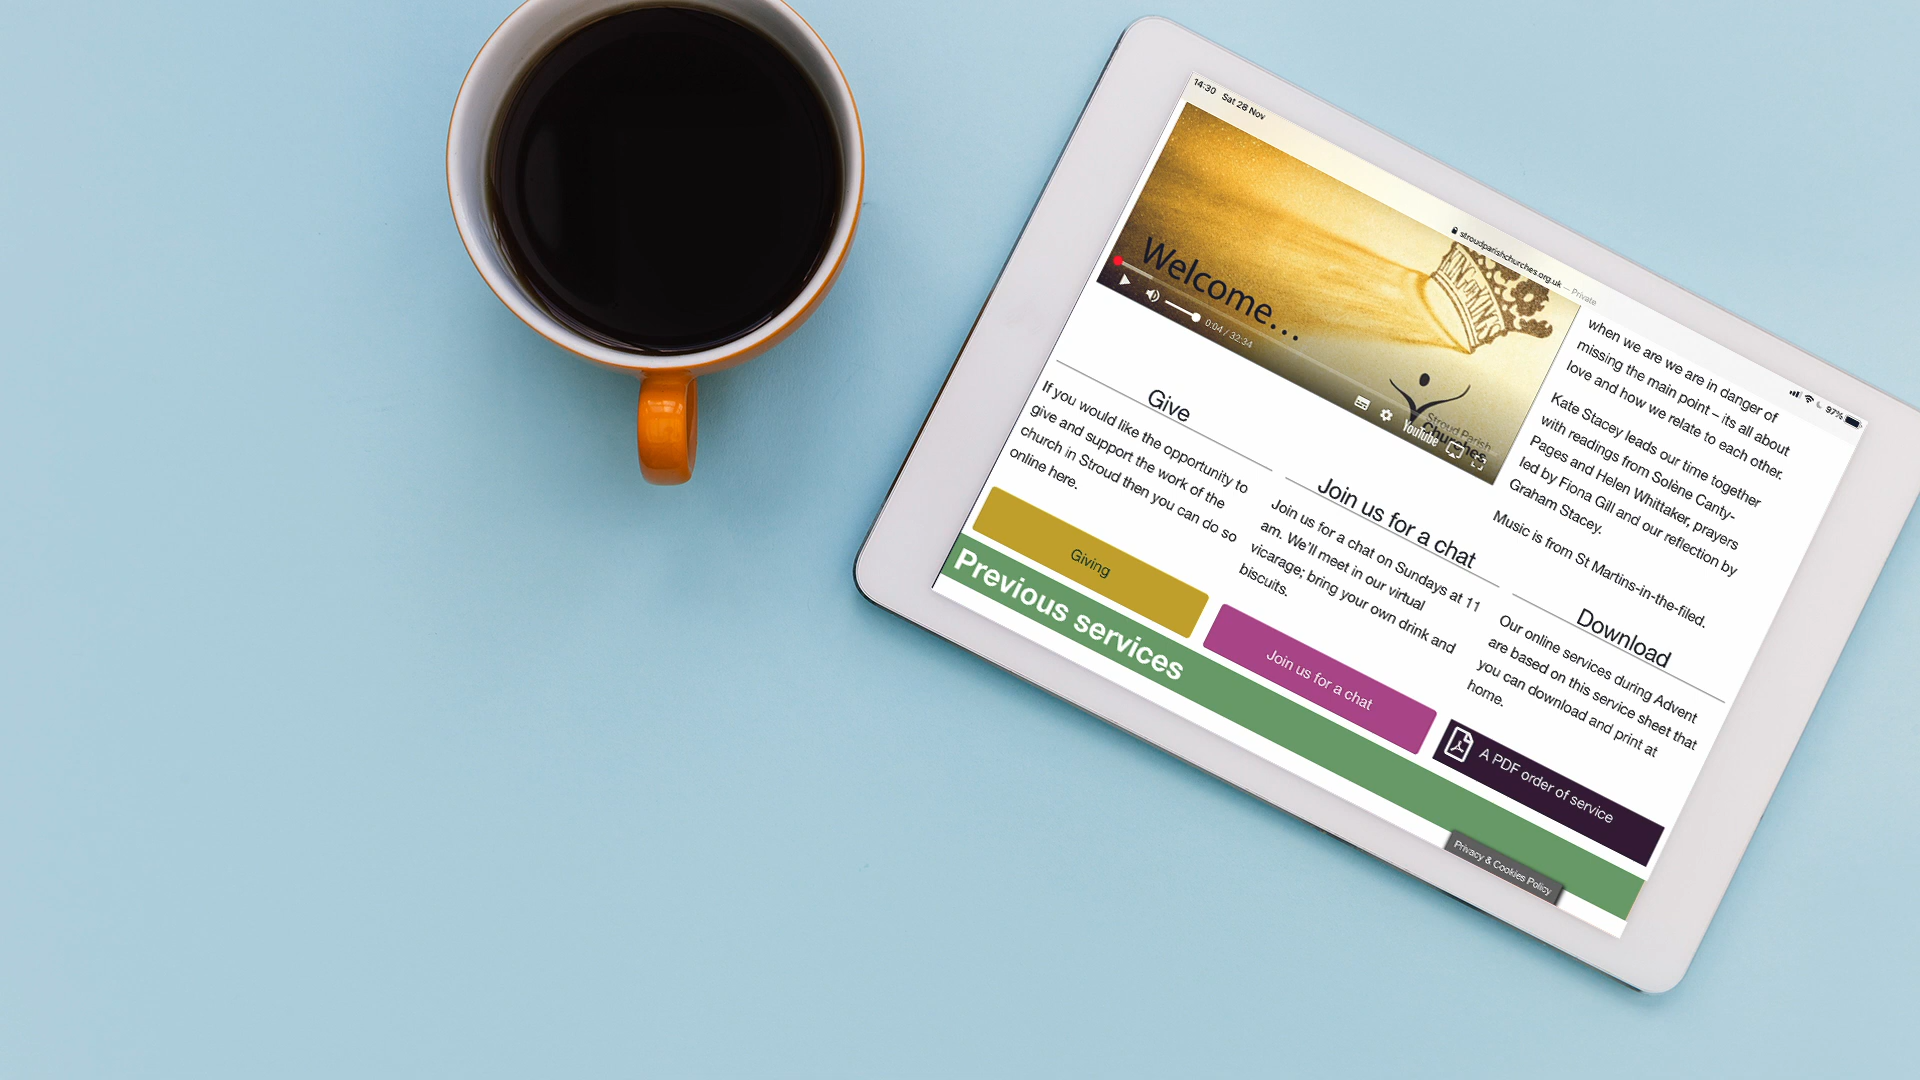 14:30 Sat 28 Nov
stroudparishchurches.org.uk — Private
97%
KING OF KINGS
Welcome...
0:04 / 32:34
YouTube
Stroud Parish
churches
when we are we are in danger of
missing the main point – its all about
love and how we relate to each other.
Kate Stacey leads our time together
with readings from Solène Canty-
Pages and Helen Whittaker, prayers
led by Fiona Gill and our reflection by
Graham Stacey.
Music is from St Martins-in-the-filed.
Give
If you would like the opportunity to
give and support the work of the
church in Stroud then you can do so
online here.
Giving
Join us for a chat
Join us for a chat on Sundays at 11
am. We'll meet in our virtual
vicarage; bring your own drink and
biscuits.
Join us for a chat
Download
Our online services during Advent
are based on this service sheet that
you can download and print at
home.
A PDF order of service
Previous services
Privacy & Cookies Policy